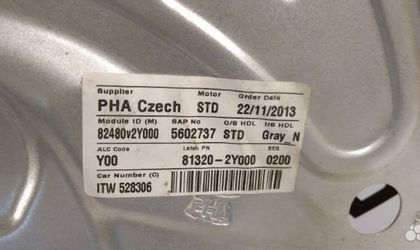 Supplier Motor Order Date
PHA Czech STD 22/11/2013
Module ID (M) SAP No O/S HDL I/S HDL
82480v2Y000 5602737 STD Gray_N
ALC Code Latch PN SEQ
Y00 81320-2Y000 0200
Car Number (C)
ITW 528306
PHA